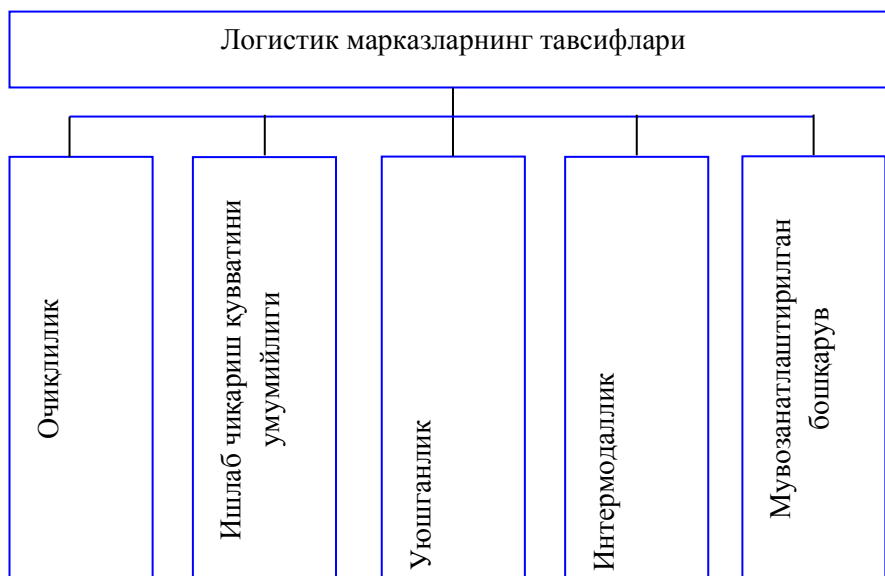 Логистик марказларнинг тавсифлари
Очиқлилик
Ишлаб чиқариш қувватини
умумийлиги
Уюшганлик
Интермодаллик
Мувозанатлаштирилган
бошқарув